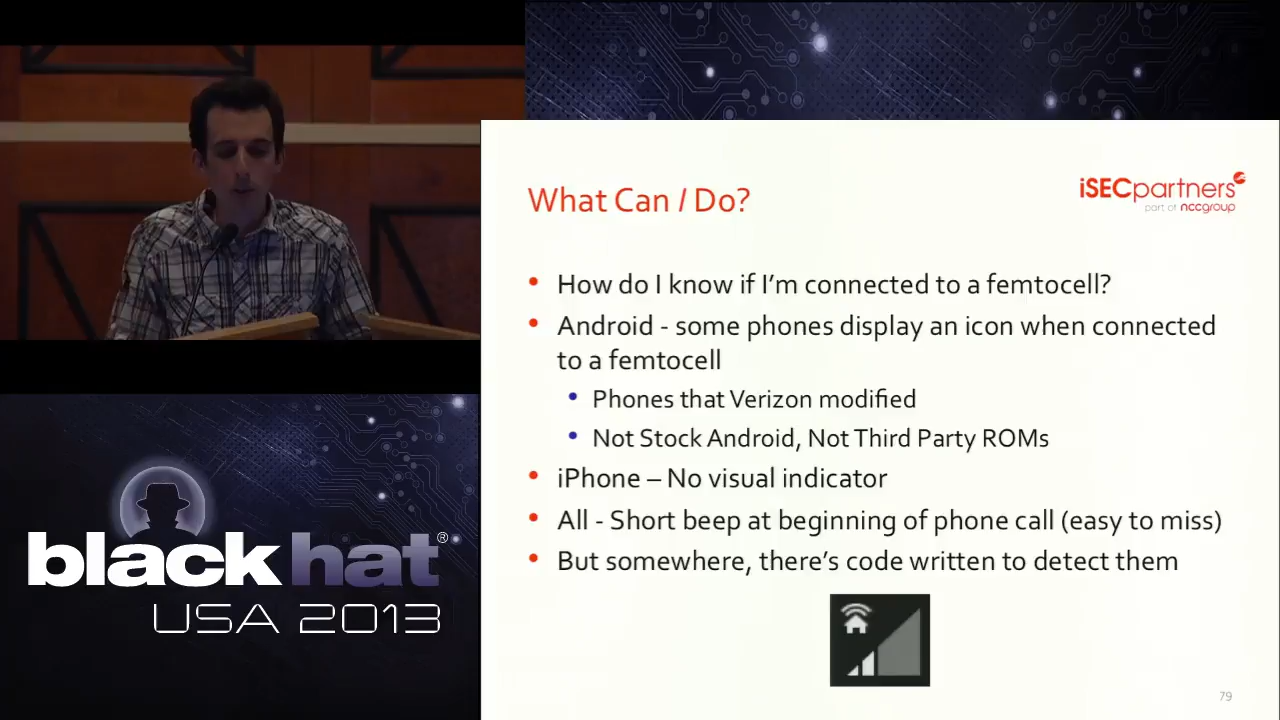 What Can I Do?
iSECpartners
part of nccgroup
• How do I know if I’m connected to a femtocell?
• Android - some phones display an icon when connected
to a femtocell
• Phones that Verizon modified
• Not Stock Android, Not Third Party ROMs
• iPhone – No visual indicator
• All - Short beep at beginning of phone call (easy to miss)
• But somewhere, there’s code written to detect them
79
black hat®
USA 2013